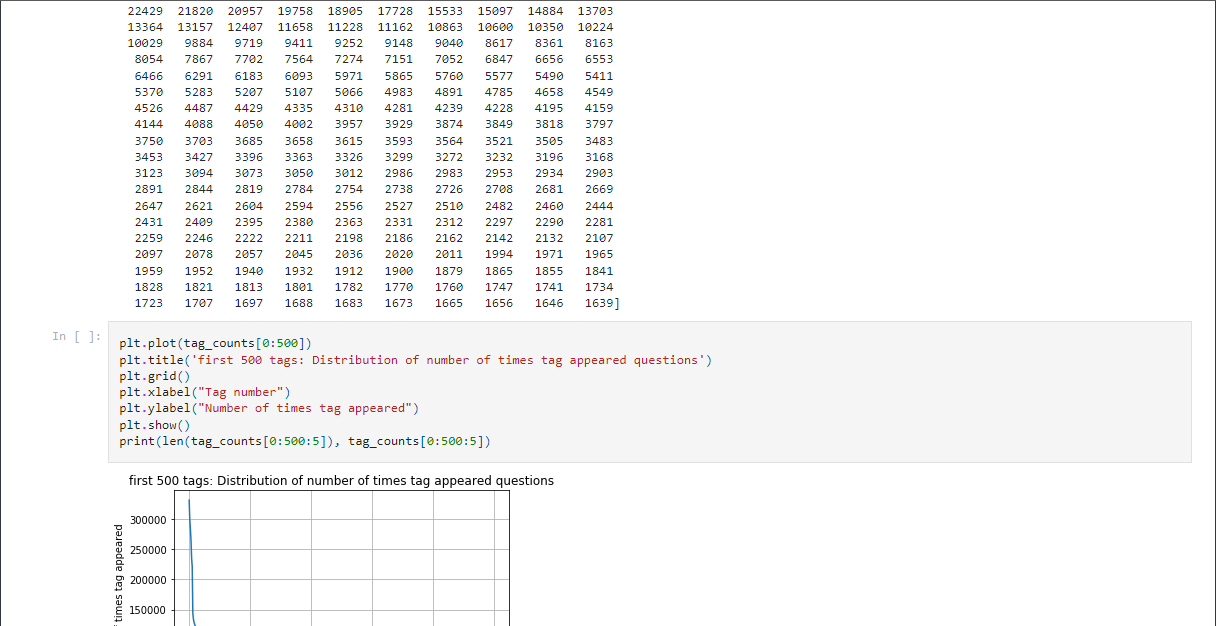 22429 21820 20957 19758 18905 17728 15533 15097 14884 13703
13364 13157 12407 11658 11228 11162 10863 10600 10350 10224
10029 9884 9719 9411 9252 9148 9040 8617 8361 8163
8054 7867 7702 7564 7274 7151 7052 6847 6656 6553
6466 6291 6183 6093 5971 5865 5760 5577 5490 5411
5370 5283 5207 5107 5066 4983 4891 4785 4658 4549
4526 4487 4429 4335 4310 4281 4239 4228 4195 4159
4144 4088 4050 4002 3957 3929 3874 3849 3818 3797
3750 3703 3685 3658 3615 3593 3564 3521 3505 3483
3453 3427 3396 3363 3326 3299 3272 3232 3196 3168
3123 3094 3073 3050 3012 2986 2983 2953 2934 2903
2891 2844 2819 2784 2754 2738 2726 2708 2681 2669
2647 2621 2604 2594 2556 2527 2510 2482 2460 2444
2431 2409 2395 2380 2363 2331 2312 2297 2290 2281
2259 2246 2222 2211 2198 2186 2162 2142 2132 2107
2097 2078 2057 2045 2036 2020 2011 1994 1971 1965
1959 1952 1940 1932 1912 1900 1879 1865 1855 1841
1828 1821 1813 1801 1782 1770 1760 1747 1741 1734
1723 1707 1697 1688 1683 1673 1665 1656 1646 1639]
In [ ]:
plt.plot(tag_counts[0:500])
plt.title('first 500 tags: Distribution of number of times tag appeared questions')
plt.grid()
plt.xlabel("Tag number")
plt.ylabel("Number of times tag appeared")
plt.show()
print(len(tag_counts[0:500:5]), tag_counts[0:500:5])
first 500 tags: Distribution of number of times tag appeared questions
300000
250000
200000
150000
times tag appeared